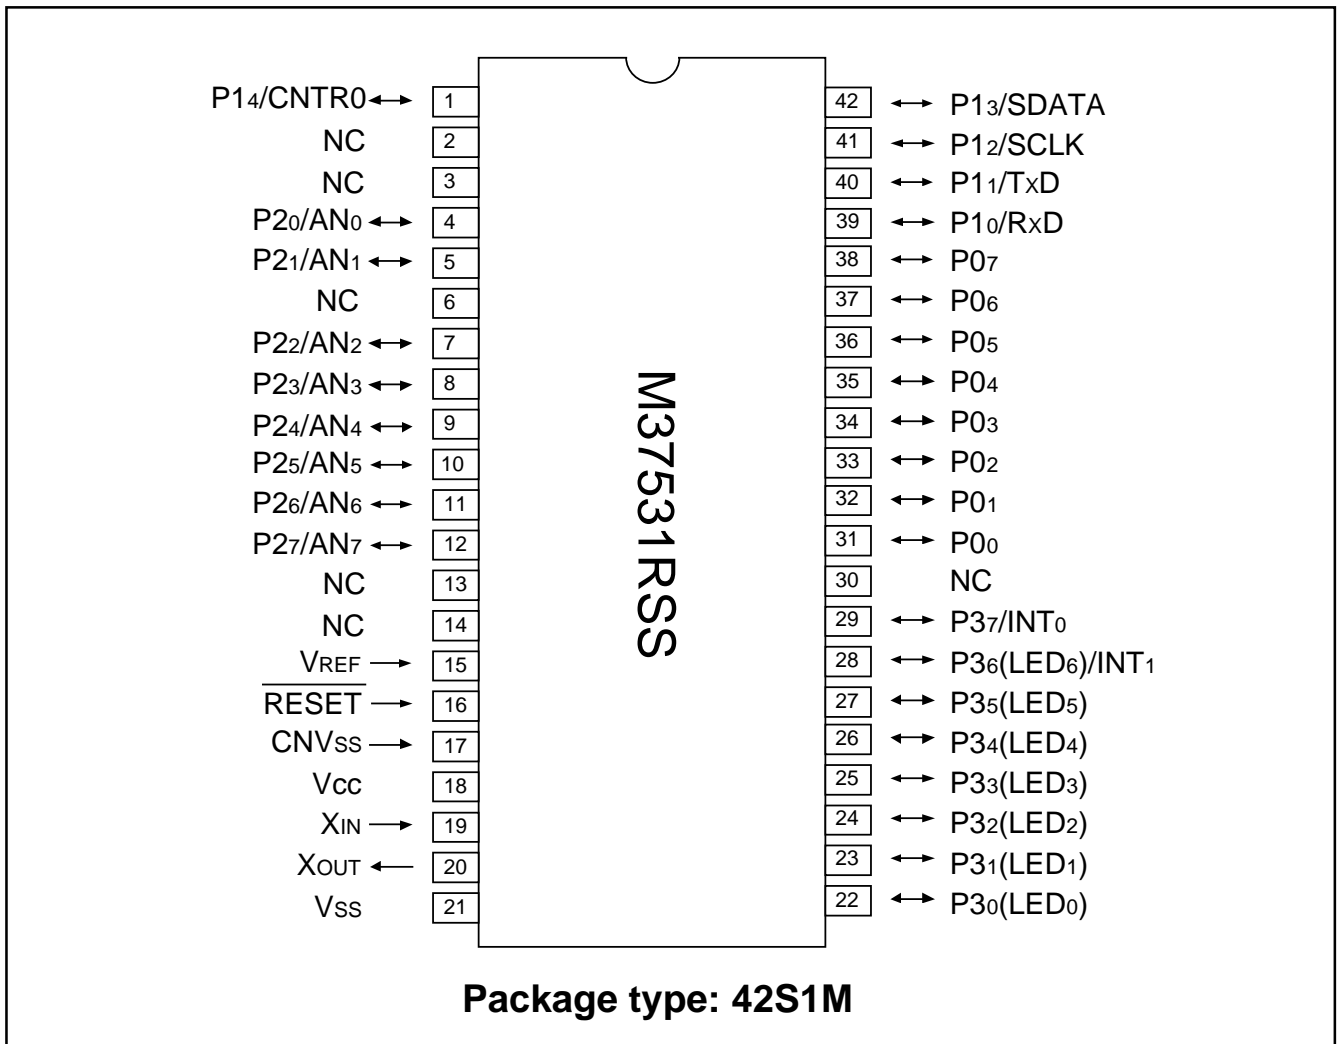 P14/CNTR0 1
NC 2
NC 3
P20/AN0 4
P21/AN1 5
NC 6
P22/AN2 7
P23/AN3 8
P24/AN4 9
P25/AN5 10
P26/AN6 11
P27/AN7 12
NC 13
NC 14
VREF 15
RESET 16
CNVSS 17
Vcc 18
XIN 19
XOUT 20
VSS 21
M37531RSS
42 P13/SDATA
41 P12/SCLK
40 P11/TxD
39 P10/RxD
38 P07
37 P06
36 P05
35 P04
34 P03
33 P02
32 P01
31 P00
30 NC
29 P37/INT0
28 P36(LED6)/INT1
27 P35(LED5)
26 P34(LED4)
25 P33(LED3)
24 P32(LED2)
23 P31(LED1)
22 P30(LED0)
Package type: 42S1M